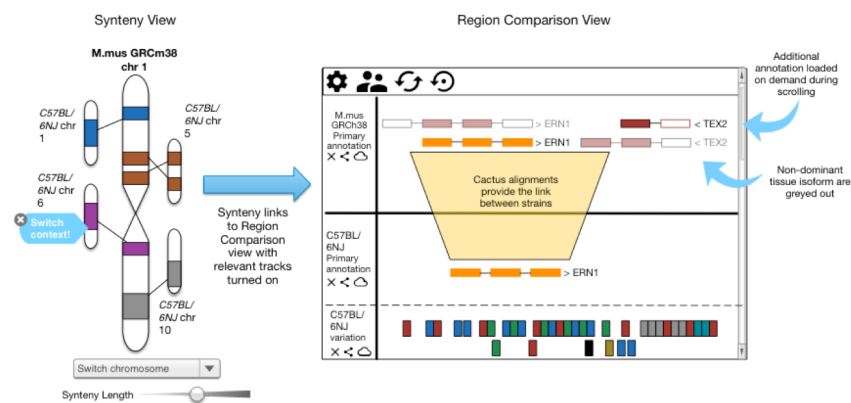 Synteny View
Region Comparison View
M.mus GRCm38
chr 1
C57BL/
6NJ chr
1
C57BL/
6NJ chr
5
C57BL/
6NJ chr
6
Switch
context!
C57BL/
6NJ chr
10
Switch chromosome
Synteny Length
Synteny links
to Region
Comparison
view with
relevant tracks
turned on
M.mus
GRCh38
Primary
annotation
> ERN1
< TEX2
> ERN1
< TEX2
Cactus alignments
provide the link
between strains
C57BL/
6NJ
Primary
annotation
> ERN1
C57BL/
6NJ
variation
Additional
annotation loaded
on demand during
scrolling
Non-dominant
tissue isoform are
greyed out